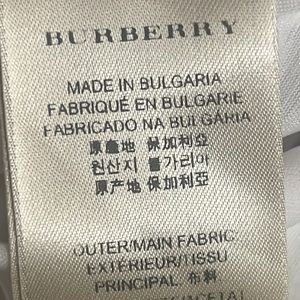 BURBERRY
MADE IN BULGARIA
FABRIQUÉ EN BULGARIE
FABRICADO NA BULGÁRIA
原產地 保加利亞
원산지 불가리아
原产地 保加利亞
OUTER/MAIN FABRIC
EXTÉRIEUR/TISSU
PRINCIPAL 布料